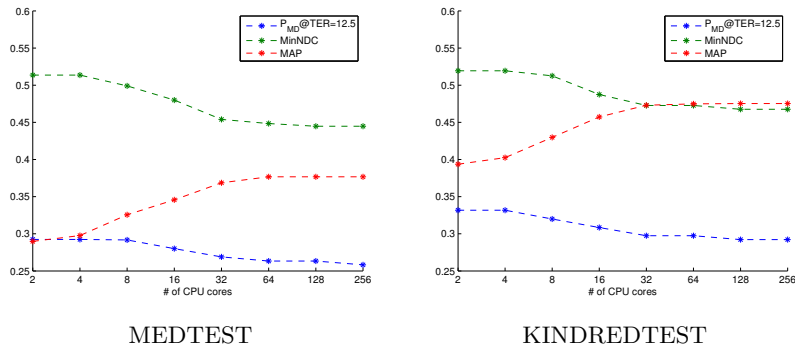 0.6
0.55
0.5
0.45
0.4
0.35
0.3
0.25
2 4 8 16 32 64 128 256
# of CPU cores
P_MD@TER=12.5
MinNDC
MAP
MEDTEST
0.6
0.55
0.5
0.45
0.4
0.35
0.3
0.25
2 4 8 16 32 64 128 256
# of CPU cores
P_MD@TER=12.5
MinNDC
MAP
KINDREDTEST